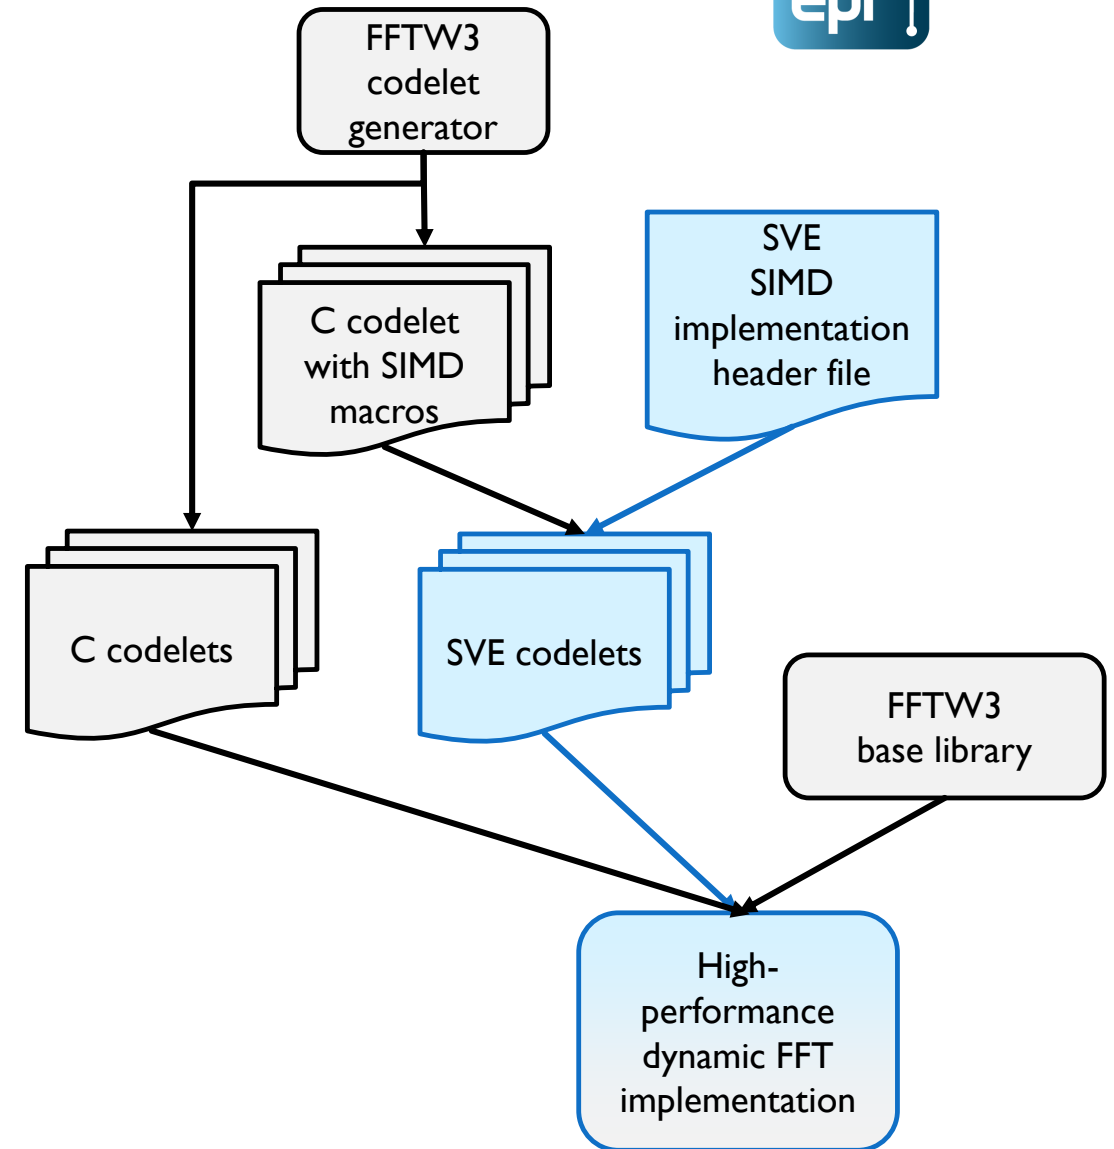 epi
FFTW3
codelet
generator
SVE
SIMD
implementation
header file
C codelet
with SIMD
macros
C codelets
SVE codelets
FFTW3
base library
High-
performance
dynamic FFT
implementation